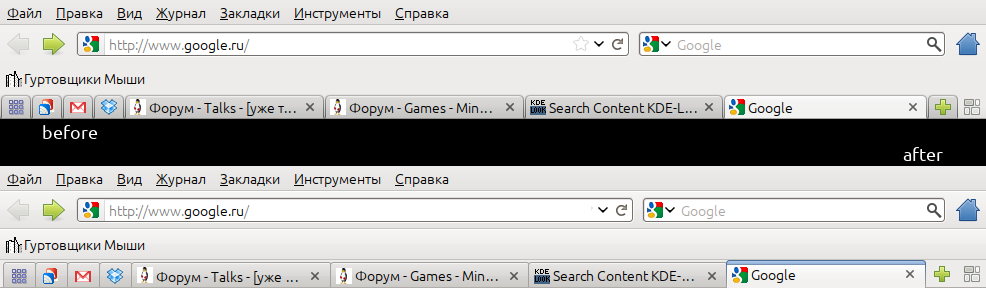 Файл Правка Вид Журнал Закладки Инструменты Справка
http://www.google.ru/ Google
Гуртовщики Мыши
Форум - Talks - [уже т... Форум - Games - Min... KDE LOOK Search Content KDE-L... Google
before
after
Файл Правка Вид Журнал Закладки Инструменты Справка
http://www.google.ru/ Google
Гуртовщики Мыши
Форум - Talks - [уже ... Форум - Games - Min... KDE LOOK Search Content KDE-... Google